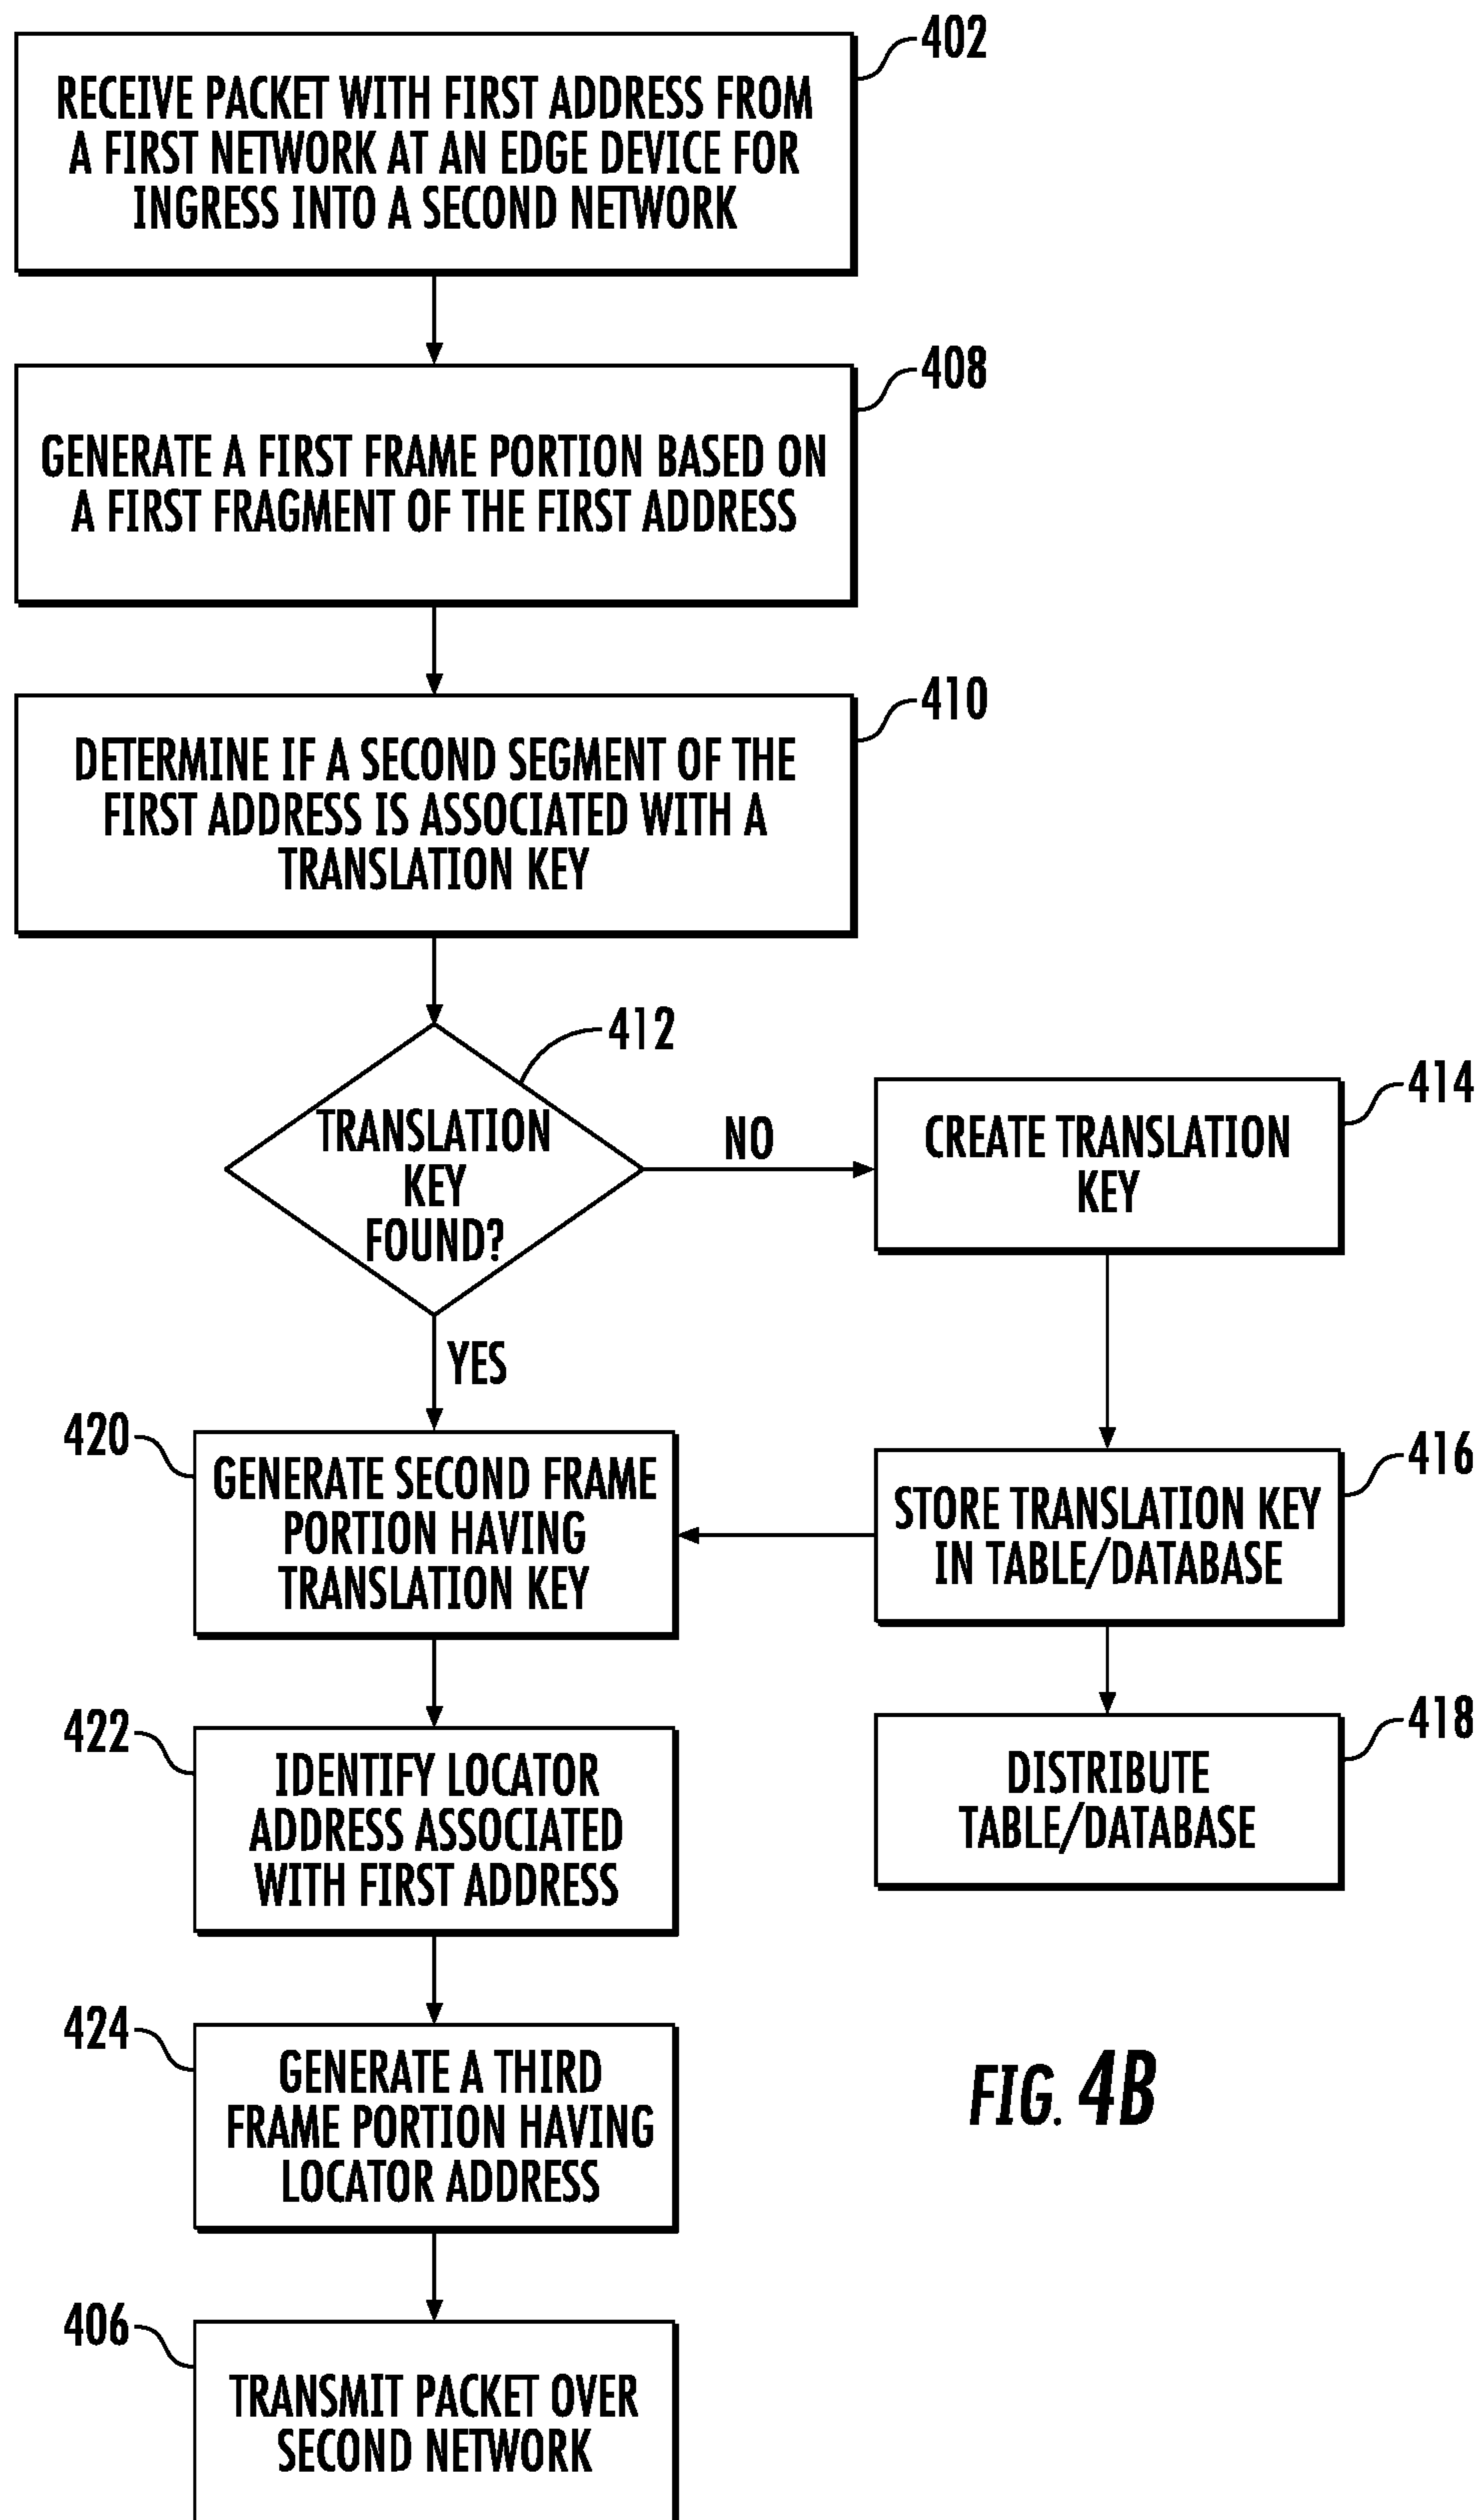 402
RECEIVE PACKET WITH FIRST ADDRESS FROM
A FIRST NETWORK AT AN EDGE DEVICE FOR
INGRESS INTO A SECOND NETWORK
408
GENERATE A FIRST FRAME PORTION BASED ON
A FIRST FRAGMENT OF THE FIRST ADDRESS
410
DETERMINE IF A SECOND SEGMENT OF THE
FIRST ADDRESS IS ASSOCIATED WITH A
TRANSLATION KEY
412
TRANSLATION
KEY
FOUND?
NO
414
CREATE TRANSLATION
KEY
YES
420
GENERATE SECOND FRAME
PORTION HAVING
TRANSLATION KEY
416
STORE TRANSLATION KEY
IN TABLE/DATABASE
422
IDENTIFY LOCATOR
ADDRESS ASSOCIATED
WITH FIRST ADDRESS
418
DISTRIBUTE
TABLE/DATABASE
424
GENERATE A THIRD
FRAME PORTION HAVING
LOCATOR ADDRESS
FIG. 4B
406
TRANSMIT PACKET OVER
SECOND NETWORK